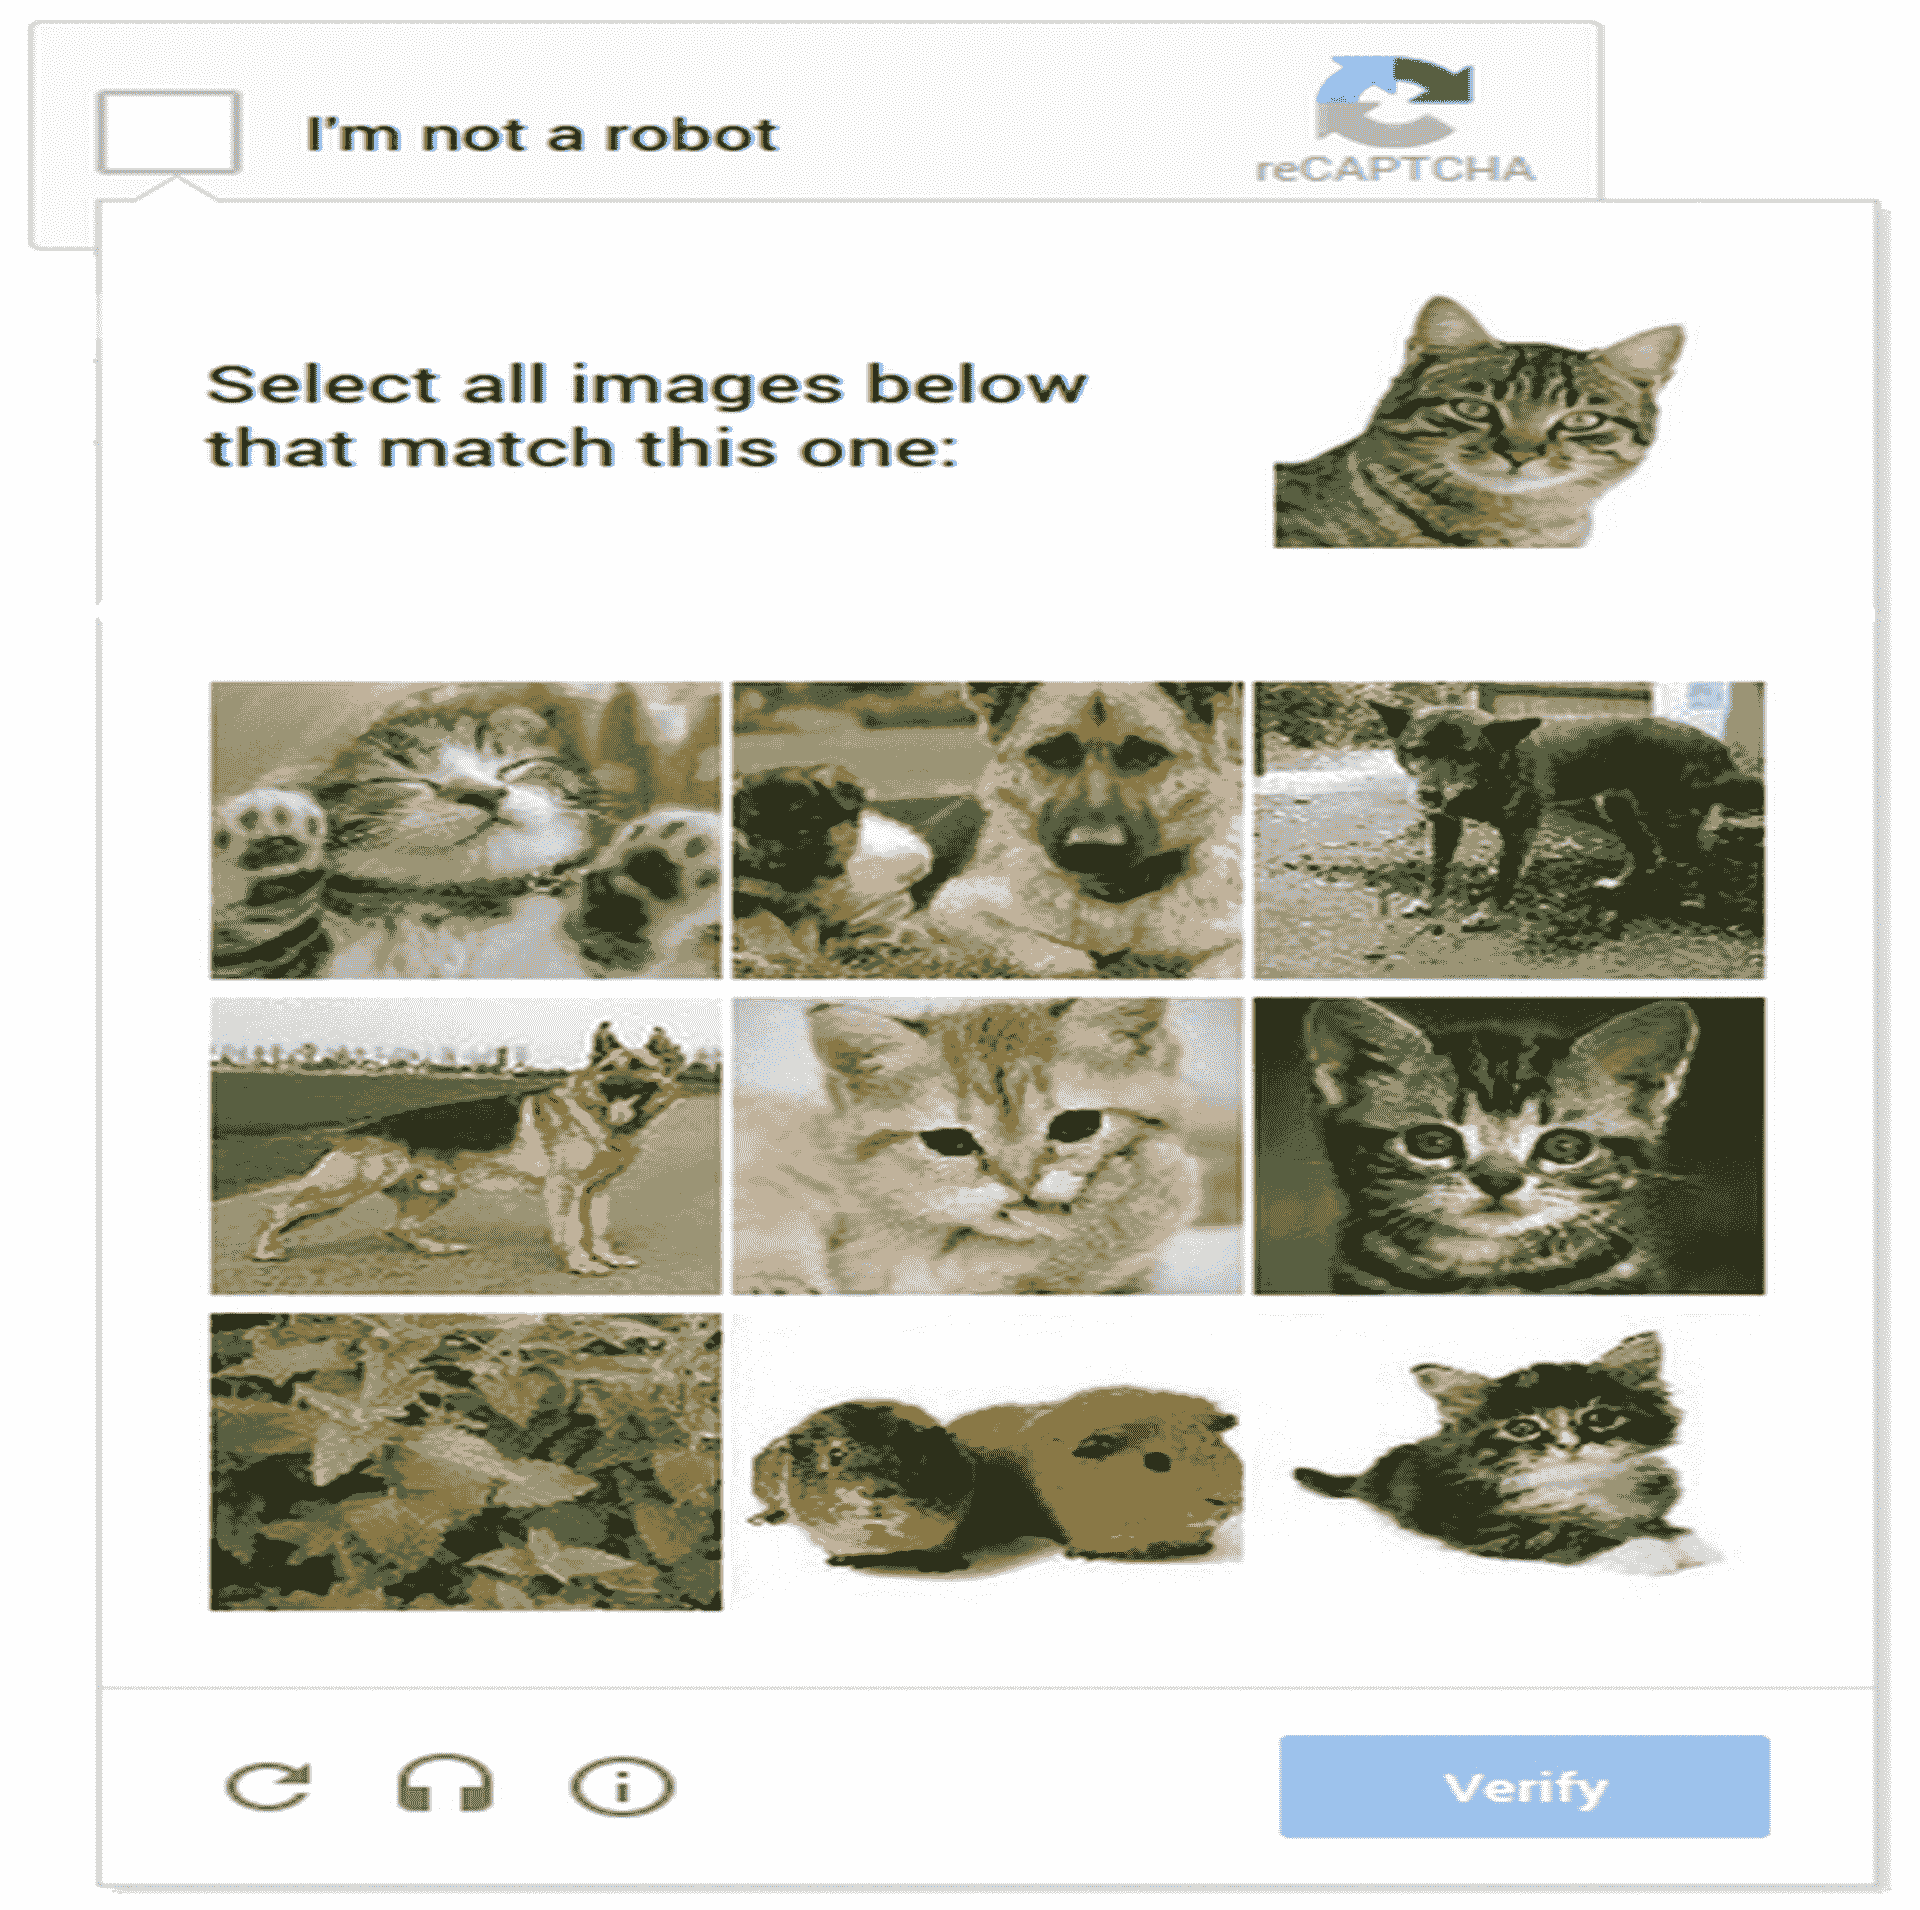 I'm not a robot
reCAPTCHA
Select all images below
that match this one:
Verify